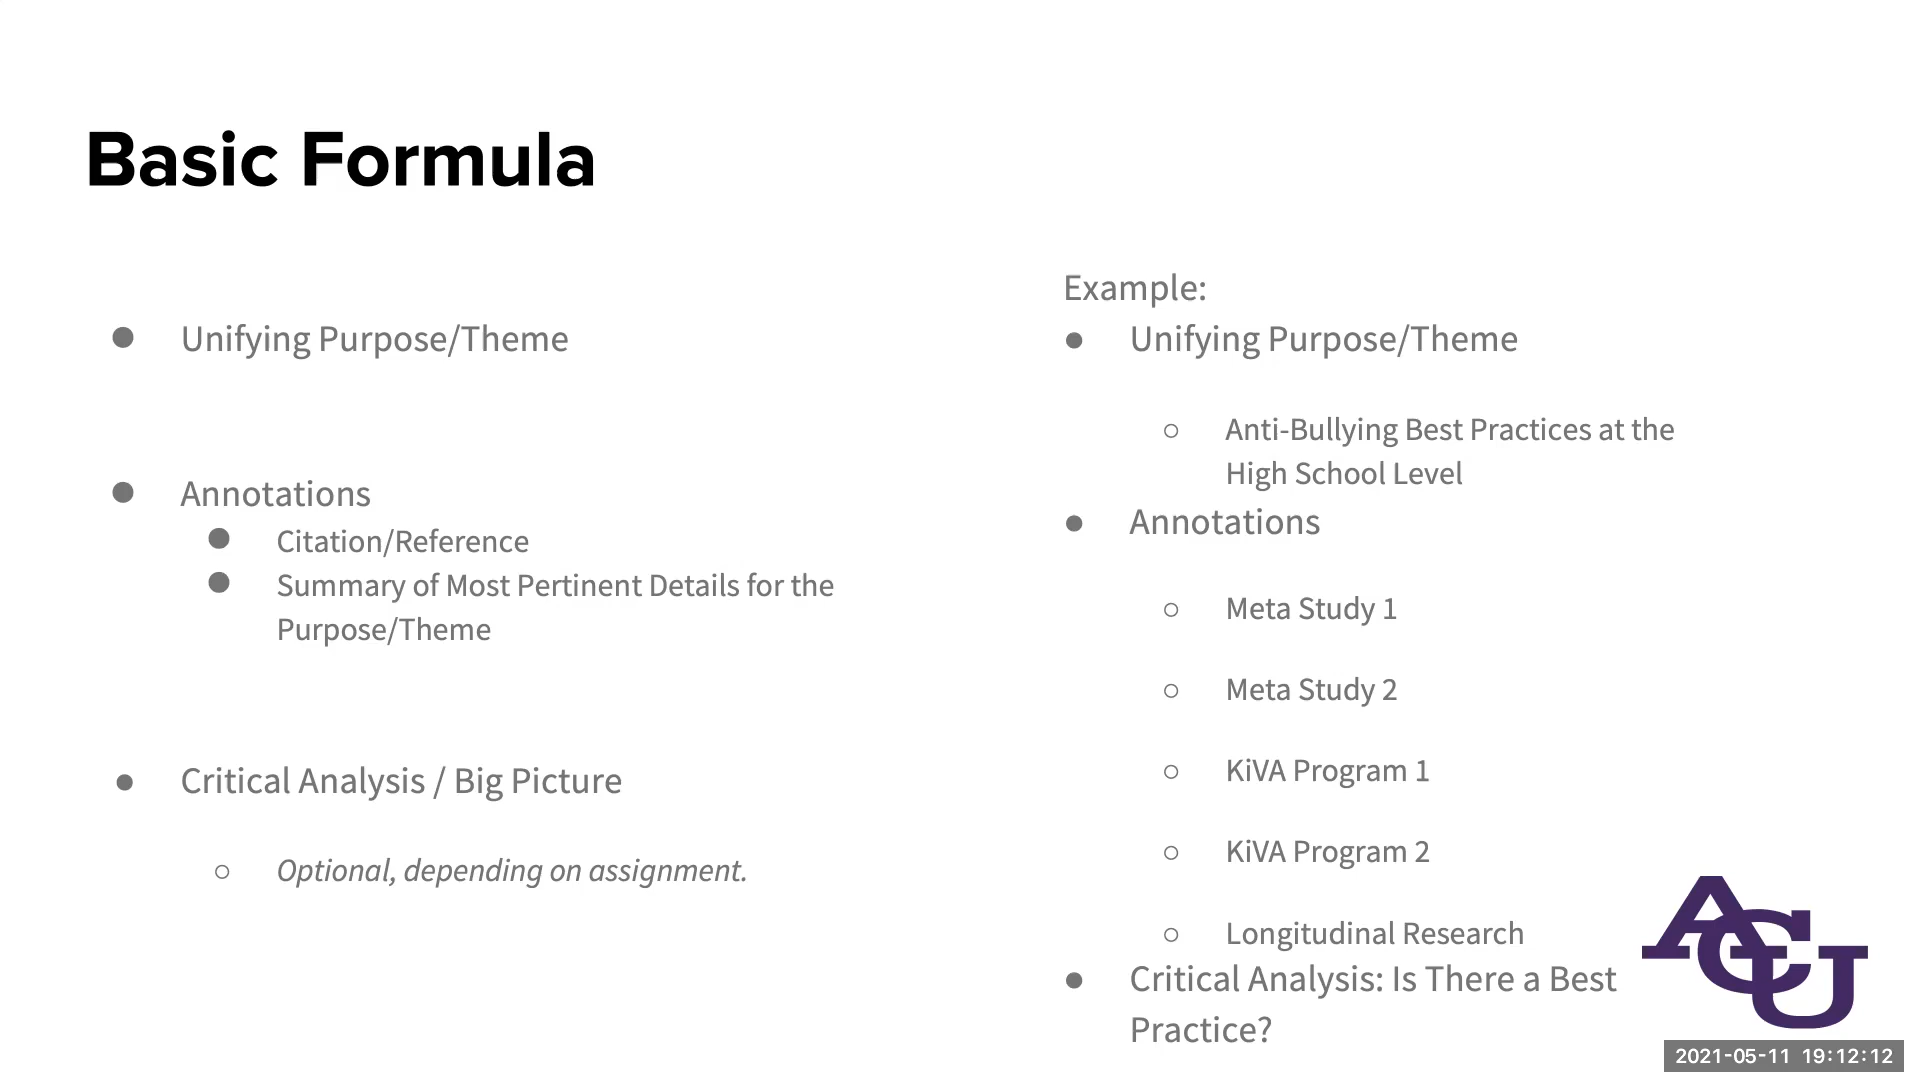 Basic Formula
Unifying Purpose/Theme
Annotations
Citation/Reference
Summary of Most Pertinent Details for the
Purpose/Theme
Critical Analysis / Big Picture
Optional, depending on assignment.
Example:
Unifying Purpose/Theme
Anti-Bullying Best Practices at the
High School Level
Annotations
Meta Study 1
Meta Study 2
KiVA Program 1
KiVA Program 2
Longitudinal Research
Critical Analysis: Is There a Best
Practice?
ACU
2021-05-11 19:12:12